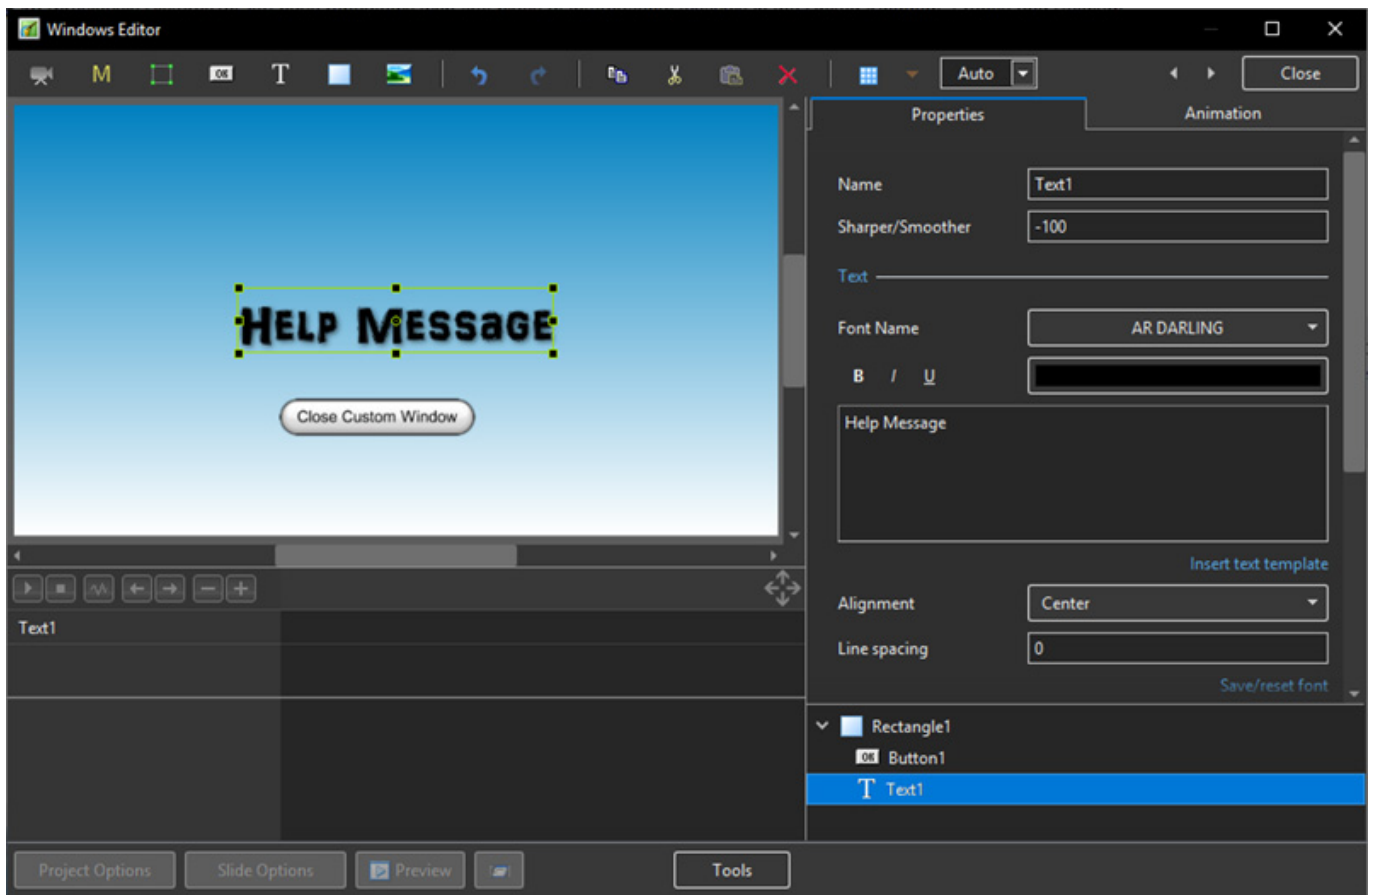 Windows Editor
M OK T Auto Close
Properties Animation
Name Text1
Sharper/Smoother -100
Text
Font Name AR DARLING
B I U
Help Message
Insert text template
Alignment Center
Line spacing 0
Save/reset font
Help Message
Close Custom Window
Text1
Rectangle1
OK Button1
T Text1
Project Options Slide Options Preview Tools